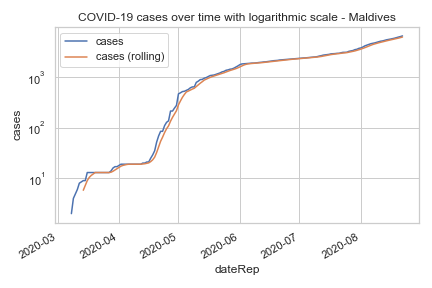 COVID-19 cases over time with logarithmic scale - Maldives
cases
cases (rolling)
10³
10²
10¹
cases
2020-03
2020-04
2020-05
2020-06
2020-07
2020-08
dateRep